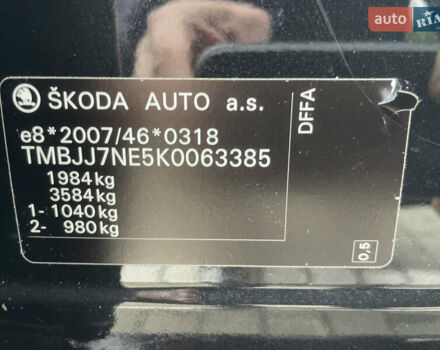 auto RIA
ŠKODA AUTO a.s.
e8*2007/46*0318
TMBJJ7NE5K0063385
1984kg
3584kg
1- 1040kg
2- 980kg
DFFA
0,5